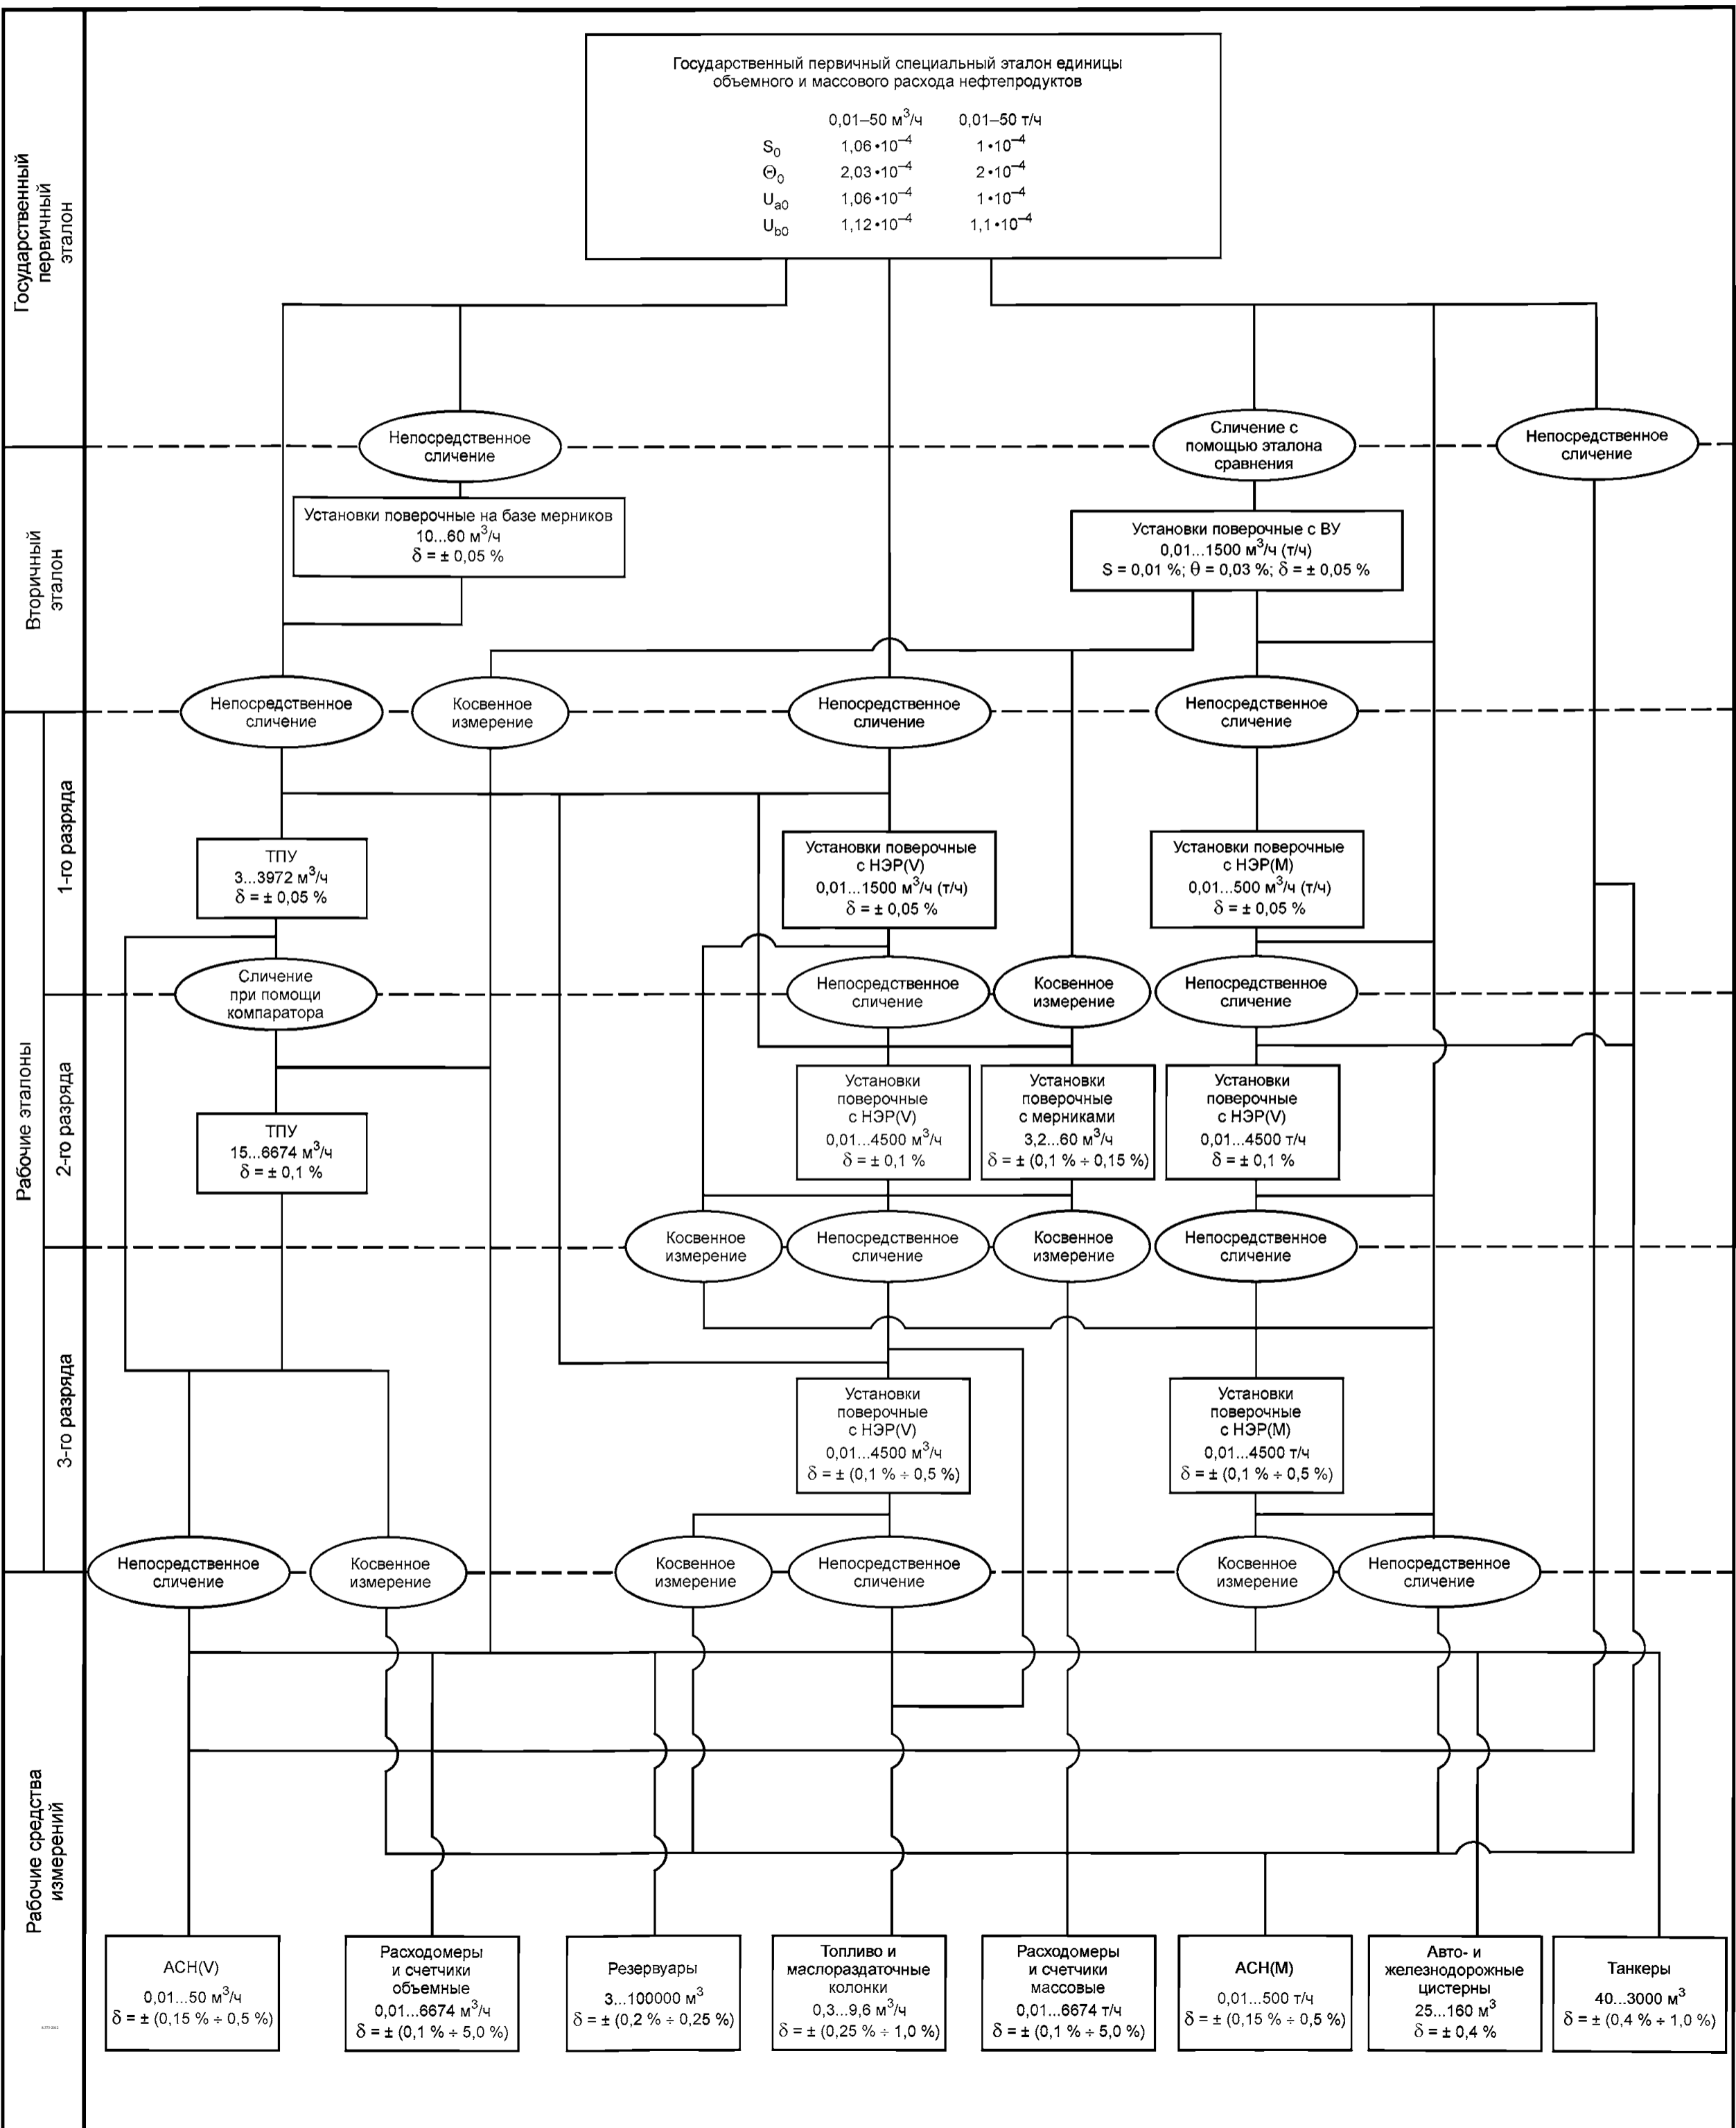 Государственный
первичный
эталон
Государственный первичный специальный эталон единицы
объемного и массового расхода нефтепродуктов
0,01–50 м³/ч 0,01–50 т/ч
S₀ 1,06•10⁻⁴ 1•10⁻⁴
Θ₀ 2,03•10⁻⁴ 2•10⁻⁴
Uₐ₀ 1,06•10⁻⁴ 1•10⁻⁴
U_b0 1,12•10⁻⁴ 1,1•10⁻⁴
Непосредственное
сличение
Сличение с
помощью эталона
сравнения
Непосредственное
сличение
Вторичный
эталон
Установки поверочные на базе мерников
10...60 м³/ч
δ = ± 0,05 %
Установки поверочные с ВУ
0,01...1500 м³/ч (т/ч)
S = 0,01 %; θ = 0,03 %; δ = ± 0,05 %
Непосредственное
сличение
Косвенное
измерение
Непосредственное
сличение
Непосредственное
сличение
Рабочие эталоны
1-го разряда
ТПУ
3...3972 м³/ч
δ = ± 0,05 %
Установки поверочные
с НЭР(V)
0,01...1500 м³/ч (т/ч)
δ = ± 0,05 %
Установки поверочные
с НЭР(М)
0,01...500 м³/ч (т/ч)
δ = ± 0,05 %
Сличение
при помощи
компаратора
Непосредственное
сличение
Косвенное
измерение
Непосредственное
сличение
2-го разряда
ТПУ
15...6674 м³/ч
δ = ± 0,1 %
Установки
поверочные
с НЭР(V)
0,01...4500 м³/ч
δ = ± 0,1 %
Установки
поверочные
с мерниками
3,2...60 м³/ч
δ = ± (0,1 % ÷ 0,15 %)
Установки
поверочные
с НЭР(V)
0,01...4500 т/ч
δ = ± 0,1 %
Косвенное
измерение
Непосредственное
сличение
Косвенное
измерение
Непосредственное
сличение
3-го разряда
Установки
поверочные
с НЭР(V)
0,01...4500 м³/ч
δ = ± (0,1 % ÷ 0,5 %)
Установки
поверочные
с НЭР(М)
0,01...4500 т/ч
δ = ± (0,1 % ÷ 0,5 %)
Непосредственное
сличение
Косвенное
измерение
Косвенное
измерение
Непосредственное
сличение
Косвенное
измерение
Непосредственное
сличение
Рабочие средства
измерений
АСН(V)
0,01...50 м³/ч
δ = ± (0,15 % ÷ 0,5 %)
Расходомеры
и счетчики
объемные
0,01...6674 м³/ч
δ = ± (0,1 % ÷ 5,0 %)
Резервуары
3...100000 м³
δ = ± (0,2 % ÷ 0,25 %)
Топливо и
маслораздаточные
колонки
0,3...9,6 м³/ч
δ = ± (0,25 % ÷ 1,0 %)
Расходомеры
и счетчики
массовые
0,01...6674 т/ч
δ = ± (0,1 % ÷ 5,0 %)
АСН(М)
0,01...500 т/ч
δ = ± (0,15 % ÷ 0,5 %)
Авто- и
железнодорожные
цистерны
25...160 м³
δ = ± 0,4 %
Танкеры
40...3000 м³
δ = ± (0,4 % ÷ 1,0 %)